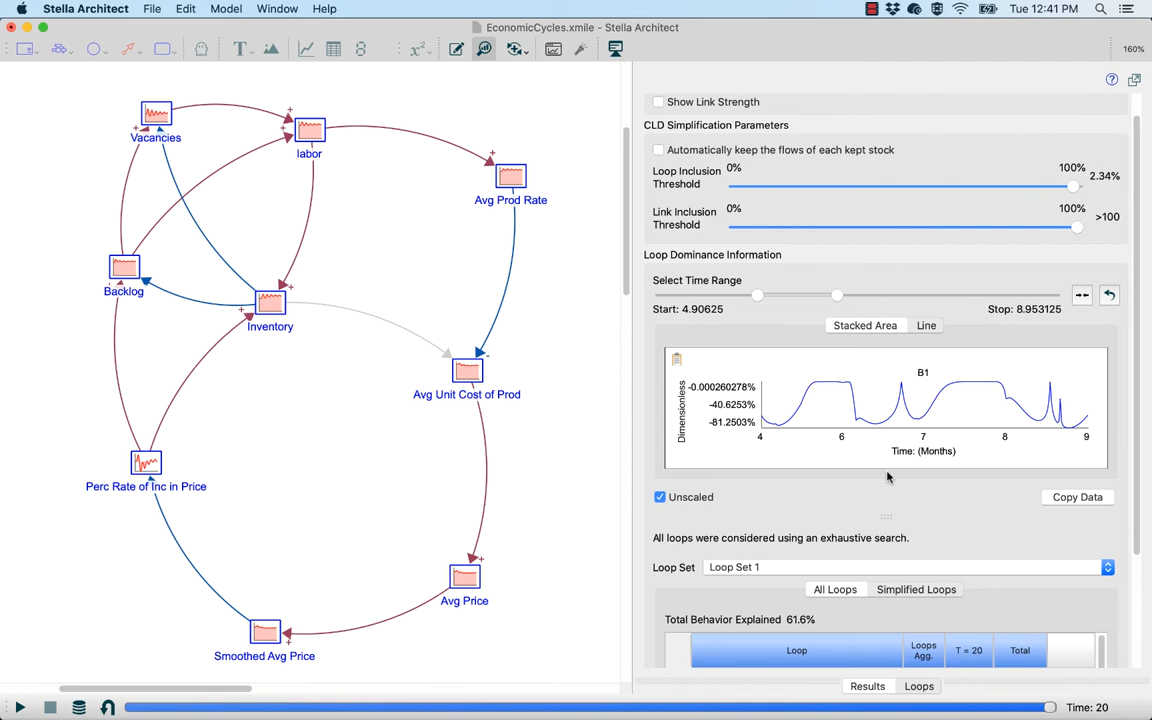 Stella Architect File Edit Model Window Help Tue 12:41 PM
EconomicCycles.xmile - Stella Architect
160%
Vacancies
labor
Avg Prod Rate
Backlog
Inventory
Avg Unit Cost of Prod
Perc Rate of Inc in Price
Avg Price
Smoothed Avg Price
Show Link Strength
CLD Simplification Parameters
Automatically keep the flows of each kept stock
Loop Inclusion Threshold 0% 100% 2.34%
Link Inclusion Threshold 0% 100% >100
Loop Dominance Information
Select Time Range
Start: 4.90625 Stop: 8.953125
Stacked Area Line
B1
Dimensionless
-0.000260278%
-40.6253%
-81.2503%
4 6 7 8 9
Time: (Months)
Unscaled Copy Data
All loops were considered using an exhaustive search.
Loop Set Loop Set 1
All Loops Simplified Loops
Total Behavior Explained 61.6%
Loop Loops Agg. T = 20 Total
Results Loops
Time: 20